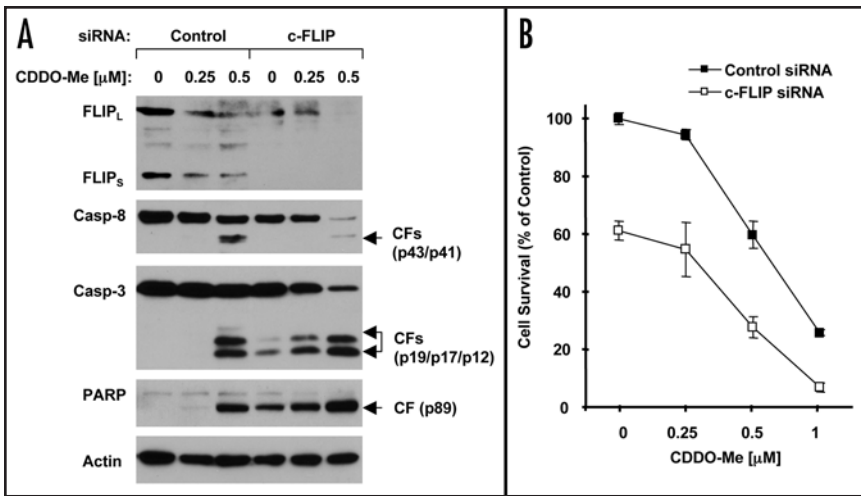 A
siRNA: Control c-FLIP
CDDO-Me [μM]: 0 0.25 0.5 0 0.25 0.5
FLIPL
FLIPS
Casp-8
CFs
(p43/p41)
Casp-3
CFs
(p19/p17/p12)
PARP
CF (p89)
Actin
B
Control siRNA
c-FLIP siRNA
Cell Survival (% of Control)
100
80
60
40
20
0
0 0.25 0.5 1
CDDO-Me [μM]